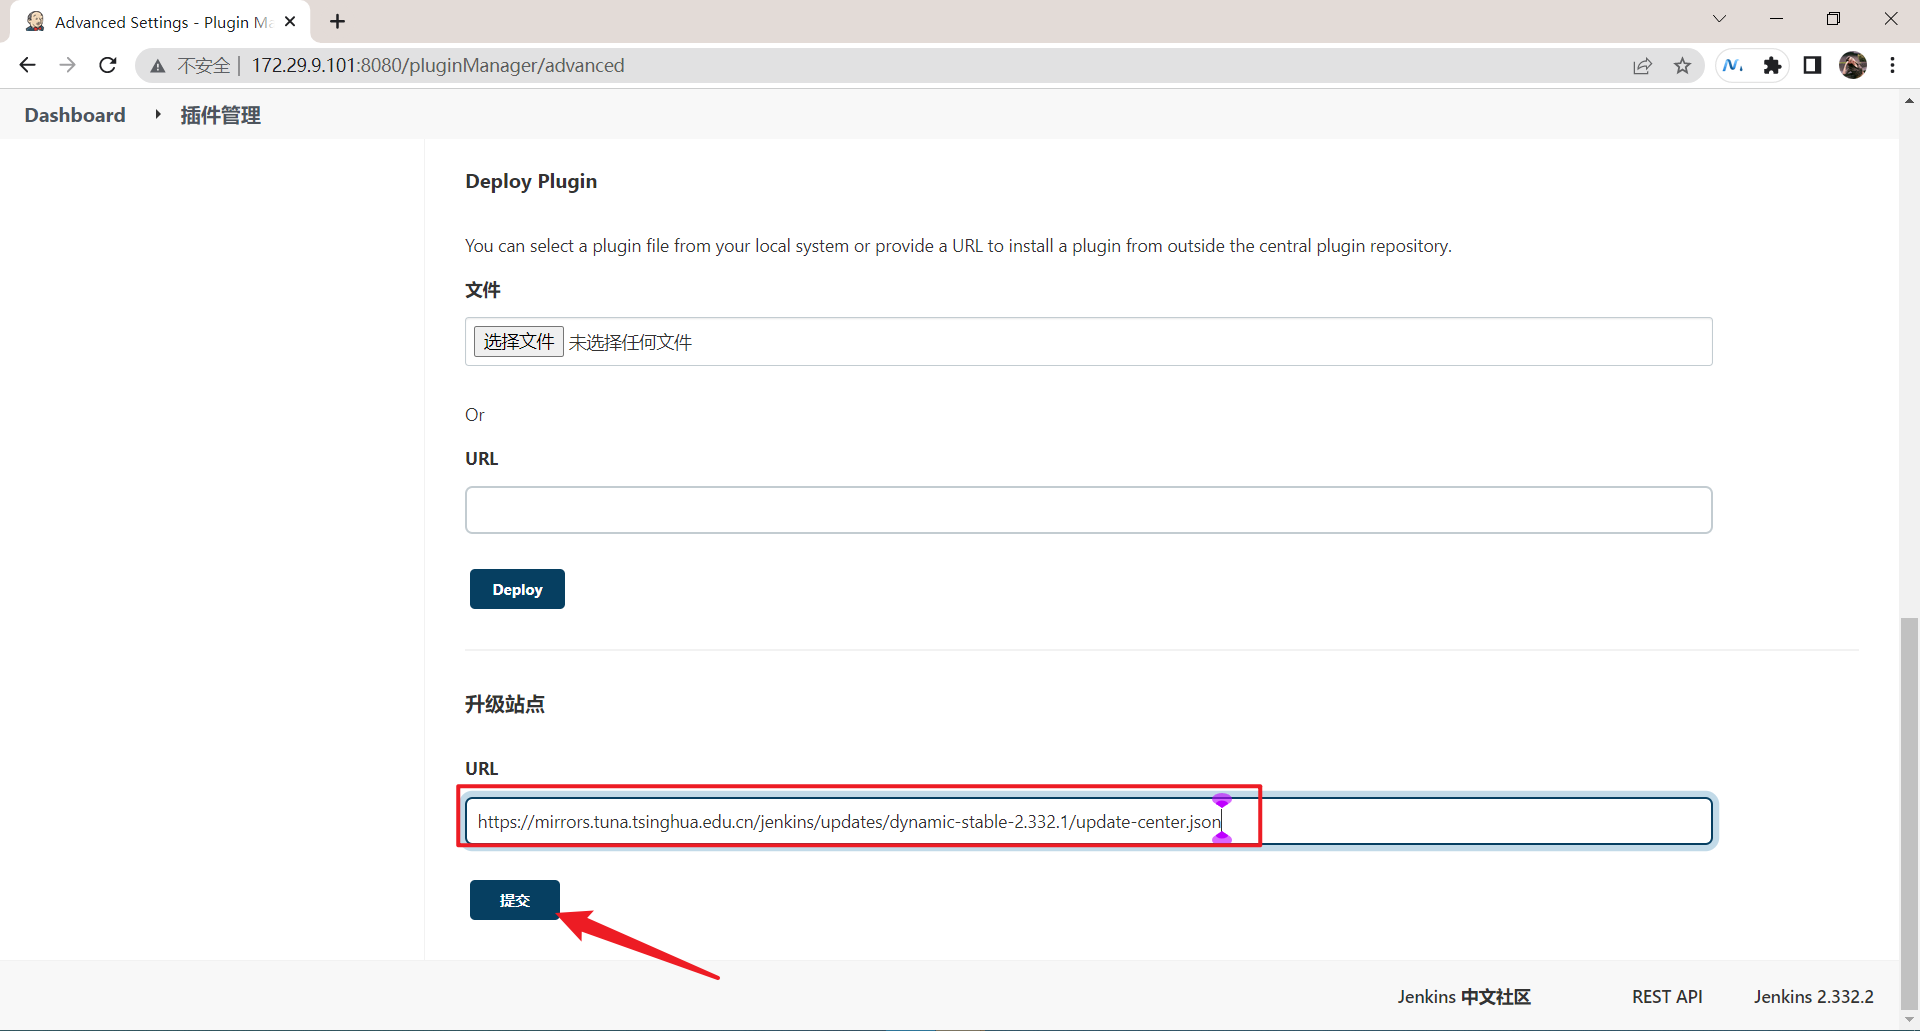 Advanced Settings - Plugin Ma
不安全 | 172.29.9.101:8080/pluginManager/advanced
Dashboard 插件管理
Deploy Plugin
You can select a plugin file from your local system or provide a URL to install a plugin from outside the central plugin repository.
文件
选择文件 未选择任何文件
Or
URL
Deploy
升级站点
URL
https://mirrors.tuna.tsinghua.edu.cn/jenkins/updates/dynamic-stable-2.332.1/update-center.json
提交
Jenkins 中文社区 REST API Jenkins 2.332.2